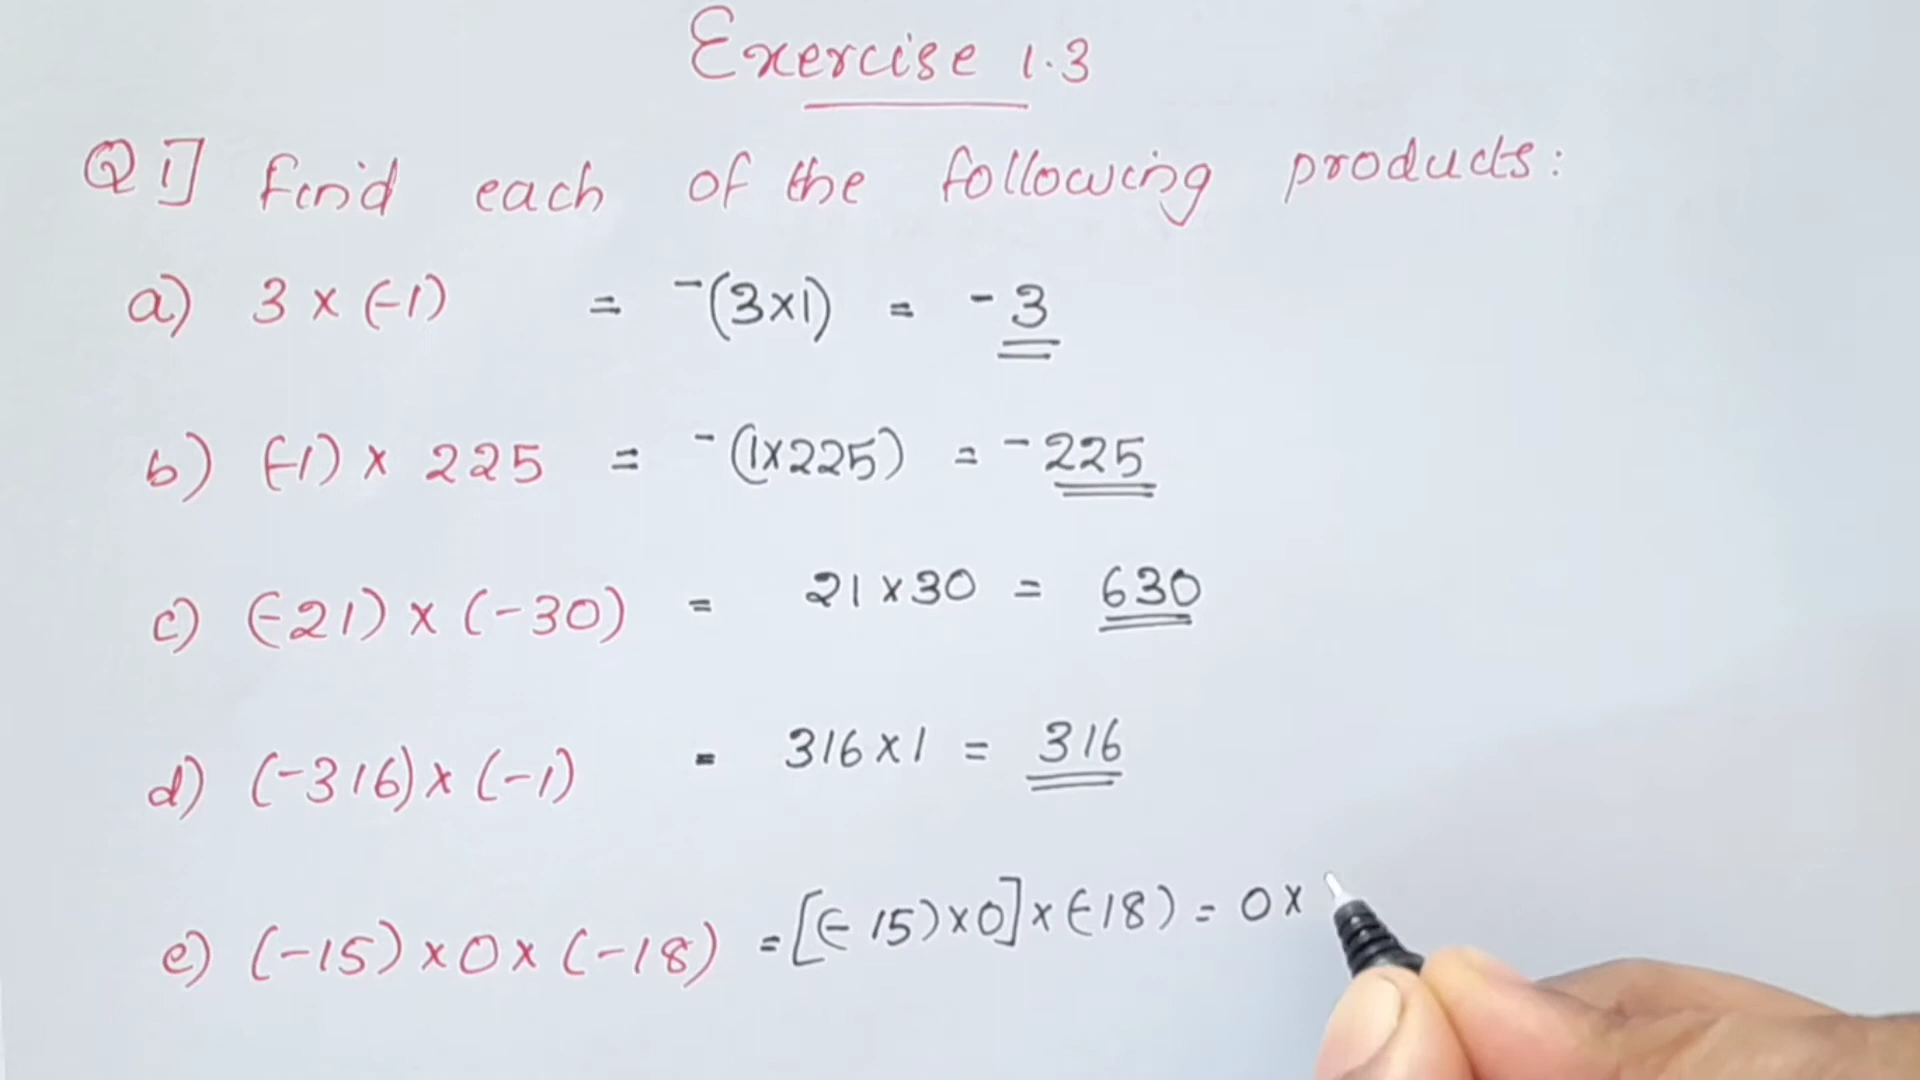 Exercise 1.3
Q1] Find each of the following products:
a) 3 × (-1) = -(3×1) = -3
b) (-1) × 225 = -(1×225) = -225
c) (-21) × (-30) = 21 × 30 = 630
d) (-316) × (-1) = 316 × 1 = 316
e) (-15) × 0 × (-18) = [(-15) × 0] × (-18) = 0 ×